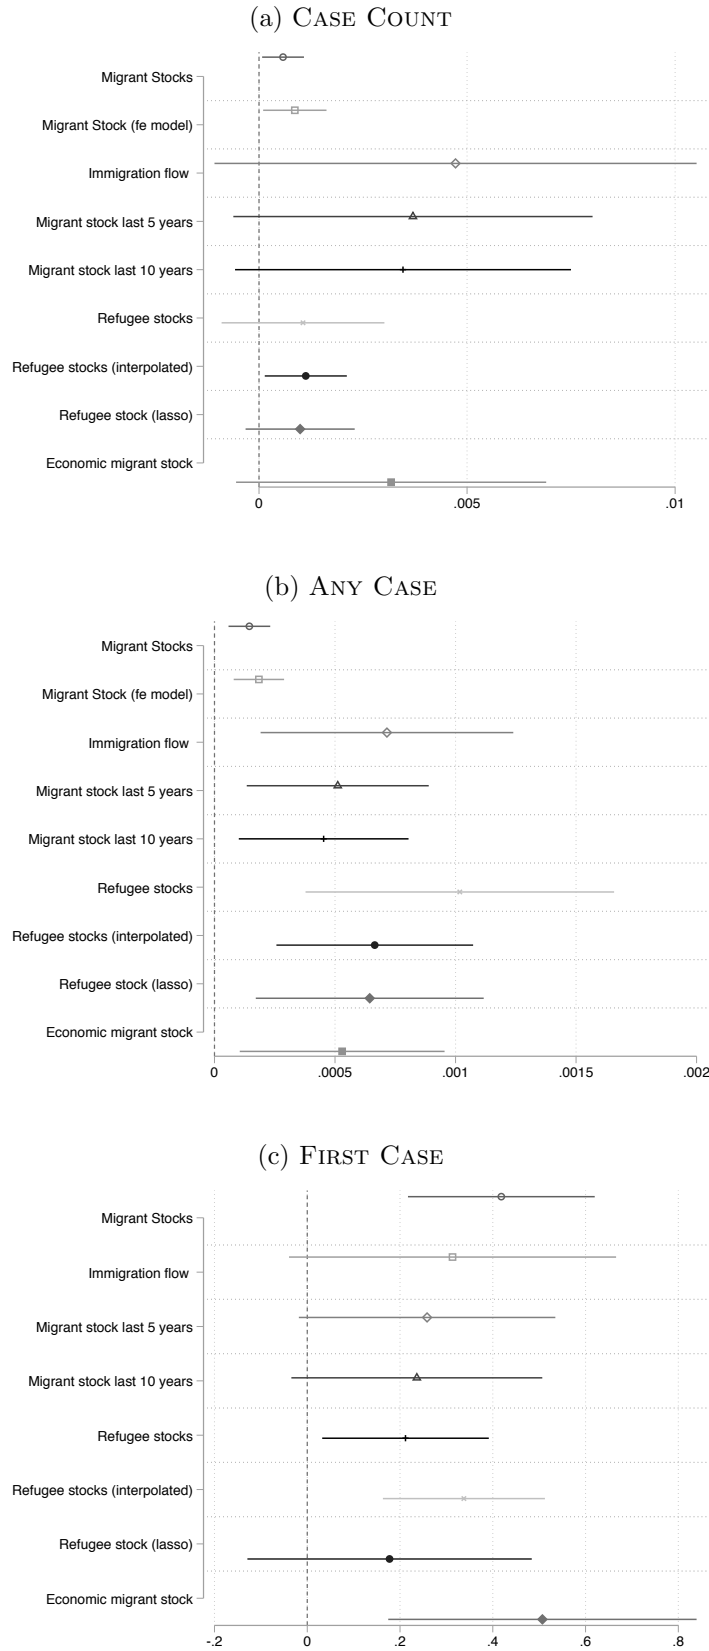 (a) CASE COUNT
Migrant Stocks
Migrant Stock (fe model)
Immigration flow
Migrant stock last 5 years
Migrant stock last 10 years
Refugee stocks
Refugee stocks (interpolated)
Refugee stock (lasso)
Economic migrant stock
0 .005 .01
(b) ANY CASE
Migrant Stocks
Migrant Stock (fe model)
Immigration flow
Migrant stock last 5 years
Migrant stock last 10 years
Refugee stocks
Refugee stocks (interpolated)
Refugee stock (lasso)
Economic migrant stock
0 .0005 .001 .0015 .002
(c) FIRST CASE
Migrant Stocks
Immigration flow
Migrant stock last 5 years
Migrant stock last 10 years
Refugee stocks
Refugee stocks (interpolated)
Refugee stock (lasso)
Economic migrant stock
-.2 0 .2 .4 .6 .8